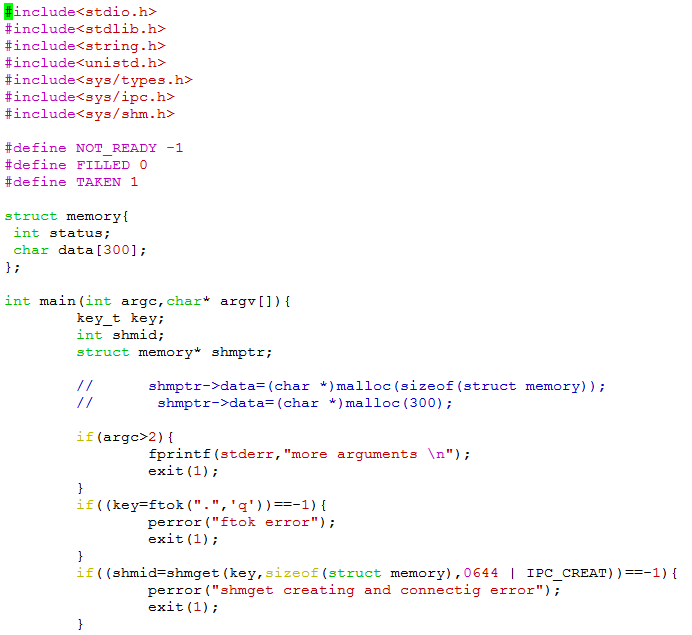 #include<stdio.h>
#include<stdlib.h>
#include<string.h>
#include<unistd.h>
#include<sys/types.h>
#include<sys/ipc.h>
#include<sys/shm.h>

#define NOT_READY -1
#define FILLED 0
#define TAKEN 1

struct memory{
 int status;
 char data[300];
};

int main(int argc,char* argv[]){
        key_t key;
        int shmid;
        struct memory* shmptr;

        //      shmptr->data=(char *)malloc(sizeof(struct memory));
        //       shmptr->data=(char *)malloc(300);

        if(argc>2){
                fprintf(stderr,"more arguments \n");
                exit(1);
        }
        if((key=ftok(".",'q'))==-1){
                perror("ftok error");
                exit(1);
        }
        if((shmid=shmget(key,sizeof(struct memory),0644 | IPC_CREAT))==-1){
                perror("shmget creating and connectig error");
                exit(1);
        }